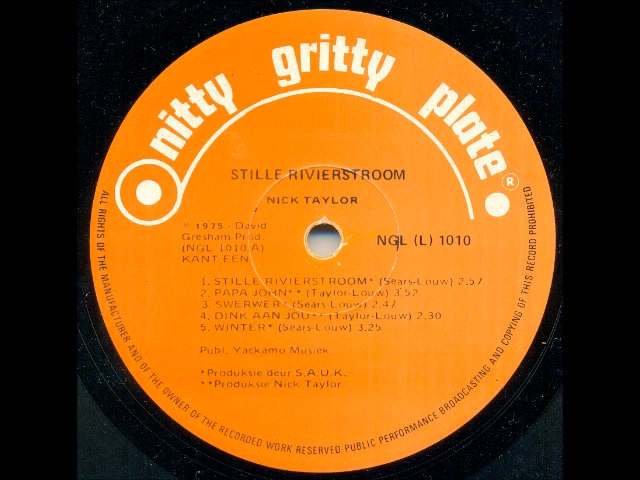 nitty gritty plate ®
STILLE RIVIERSTROOM
NICK TAYLOR
℗ 1975 - David
Gresham Prod.
(NGL 1010 A)
KANT EEN
NGL (L) 1010
1. STILLE RIVIERSTROOM* (Sears-Louw) 2.57
2. PAPA JOHN** (Taylor-Louw) 3.52
3. SWERWER* (Sears-Louw) 2.47
4. DINK AAN JOU** (Taylor-Louw) 2.30
5. WINTER* (Sears-Louw) 3.25
Publ. Yackamo Musiek
*Produksie deur S.A.U.K.
**Produksie Nick Taylor
ALL RIGHTS OF THE MANUFACTURER AND OF THE OWNER OF THE RECORDED WORK RESERVED PUBLIC PERFORMANCE BROADCASTING AND COPYING OF THIS RECORD PROHIBITED